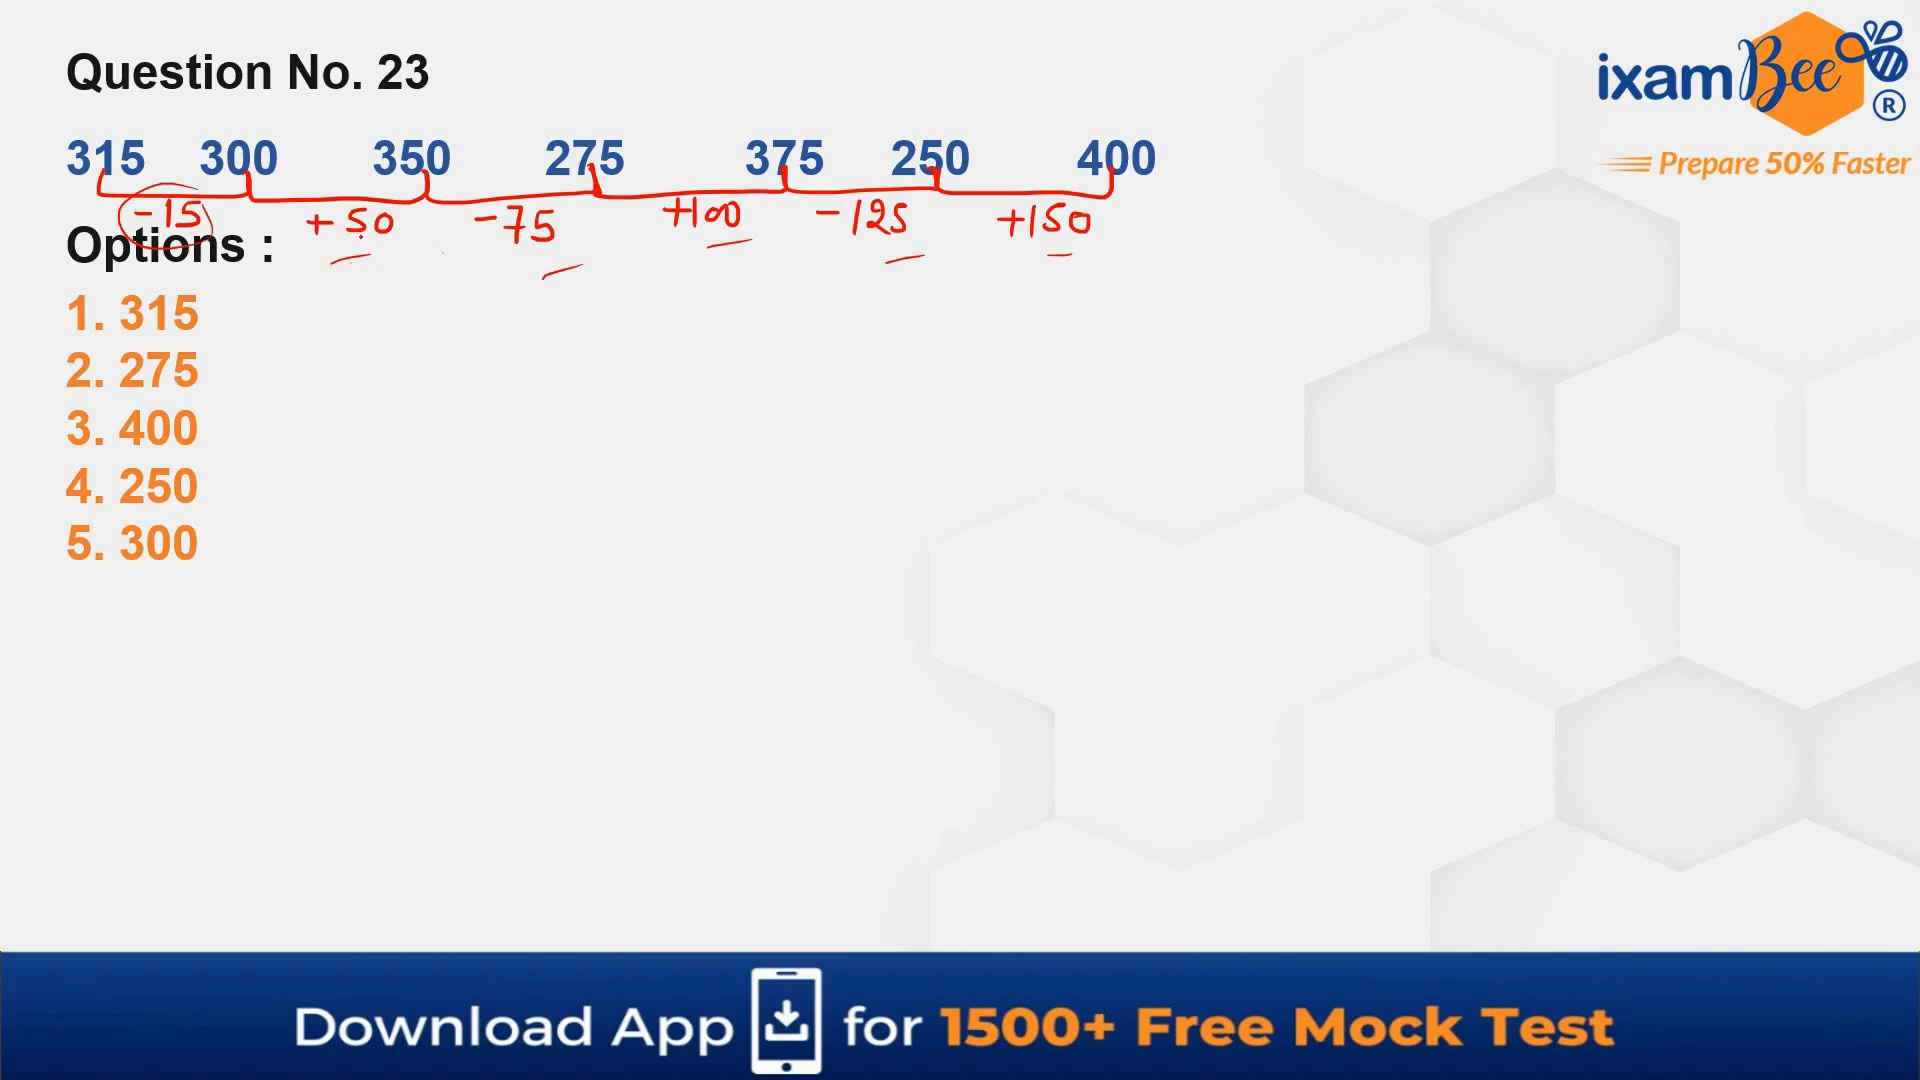 Question No. 23
ixamBee®
Prepare 50% Faster
315 300 350 275 375 250 400
-15 +50 -75 +100 -125 +150
Options :
1. 315
2. 275
3. 400
4. 250
5. 300
Download App for 1500+ Free Mock Test